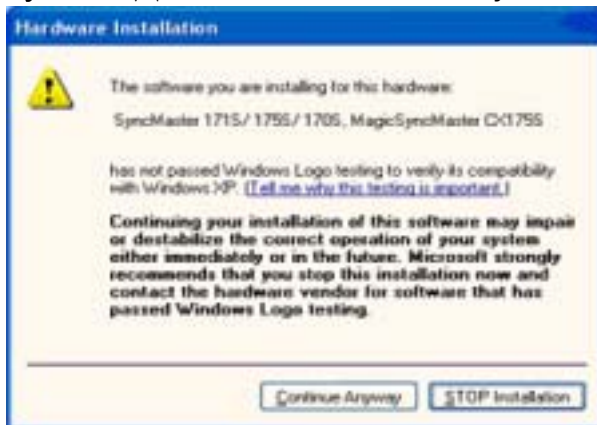 Hardware Installation
The software you are installing for this hardware:
SyncMaster 171S/ 175S/ 170S, MagicSyncMaster CX175S
has not passed Windows Logo testing to verify its compatibility
with Windows XP. (Tell me why this testing is important.)
Continuing your installation of this software may impair
or destabilize the correct operation of your system
either immediately or in the future. Microsoft strongly
recommends that you stop this installation now and
contact the hardware vendor for software that has
passed Windows Logo testing.
Continue Anyway
STOP Installation